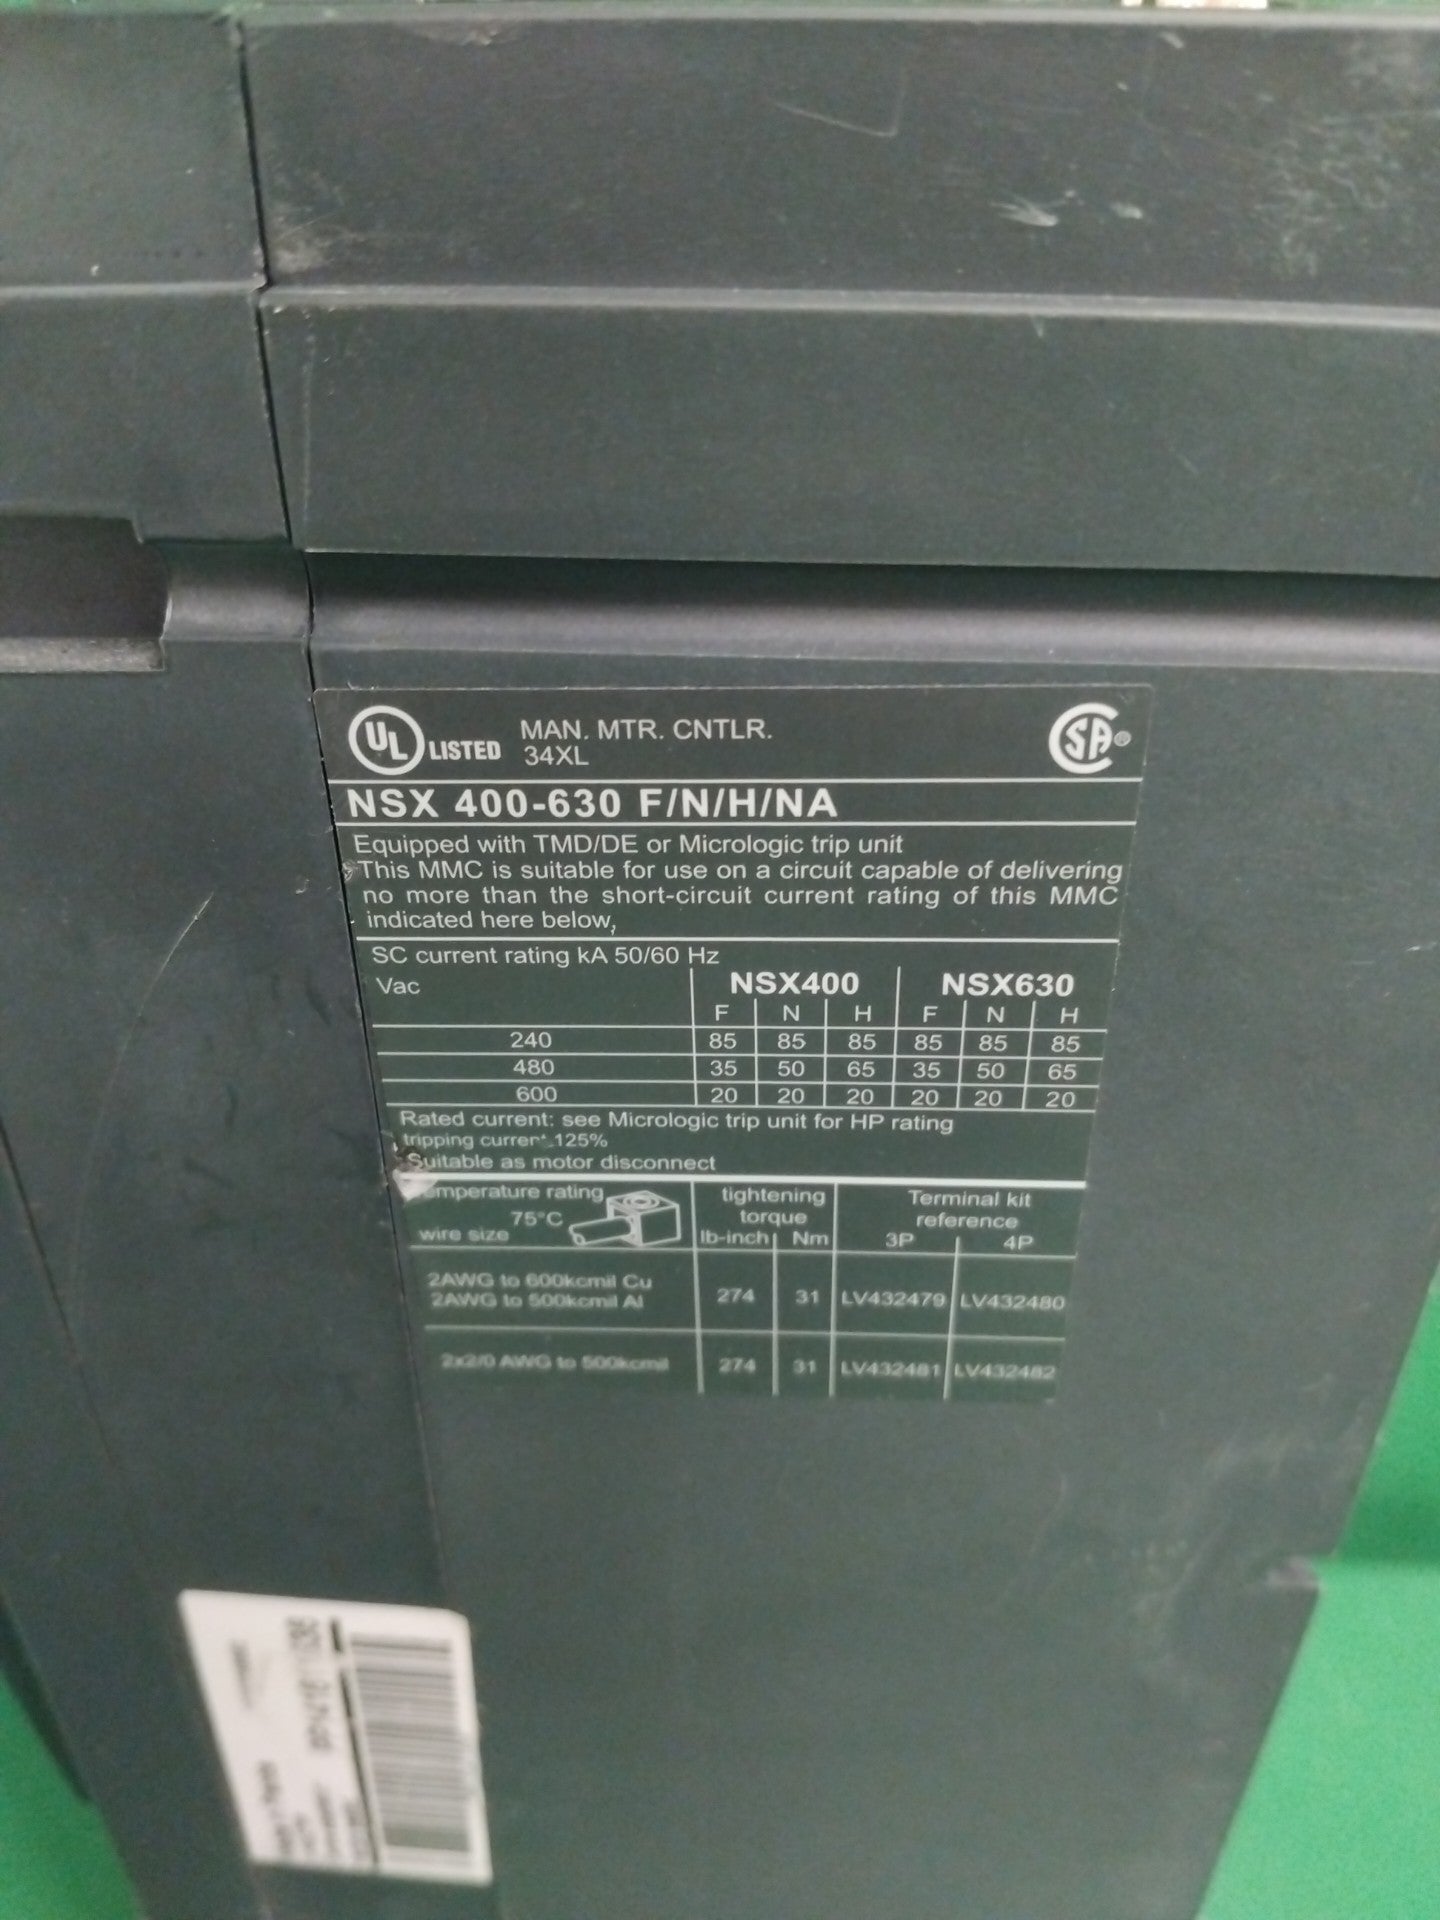 UL LISTED MAN. MTR. CNTLR.
34XL
SA®
NSX 400-630 F/N/H/NA
Equipped with TMD/DE or Micrologic trip unit
This MMC is suitable for use on a circuit capable of delivering
no more than the short-circuit current rating of this MMC
indicated here below,
SC current rating kA 50/60 Hz
Vac NSX400 NSX630
F N H F N H
240 85 85 85 85 85 85
480 35 50 65 35 50 65
600 20 20 20 20 20 20
Rated current: see Micrologic trip unit for HP rating
tripping current 125%
Suitable as motor disconnect
temperature rating tightening Terminal kit
75°C torque reference
wire size lb-inch Nm 3P 4P
2AWG to 600kcmil Cu
2AWG to 500kcmil Al 274 31 LV432479 LV432480
2x2/0 AWG to 500kcmil 274 31 LV432481 LV432482